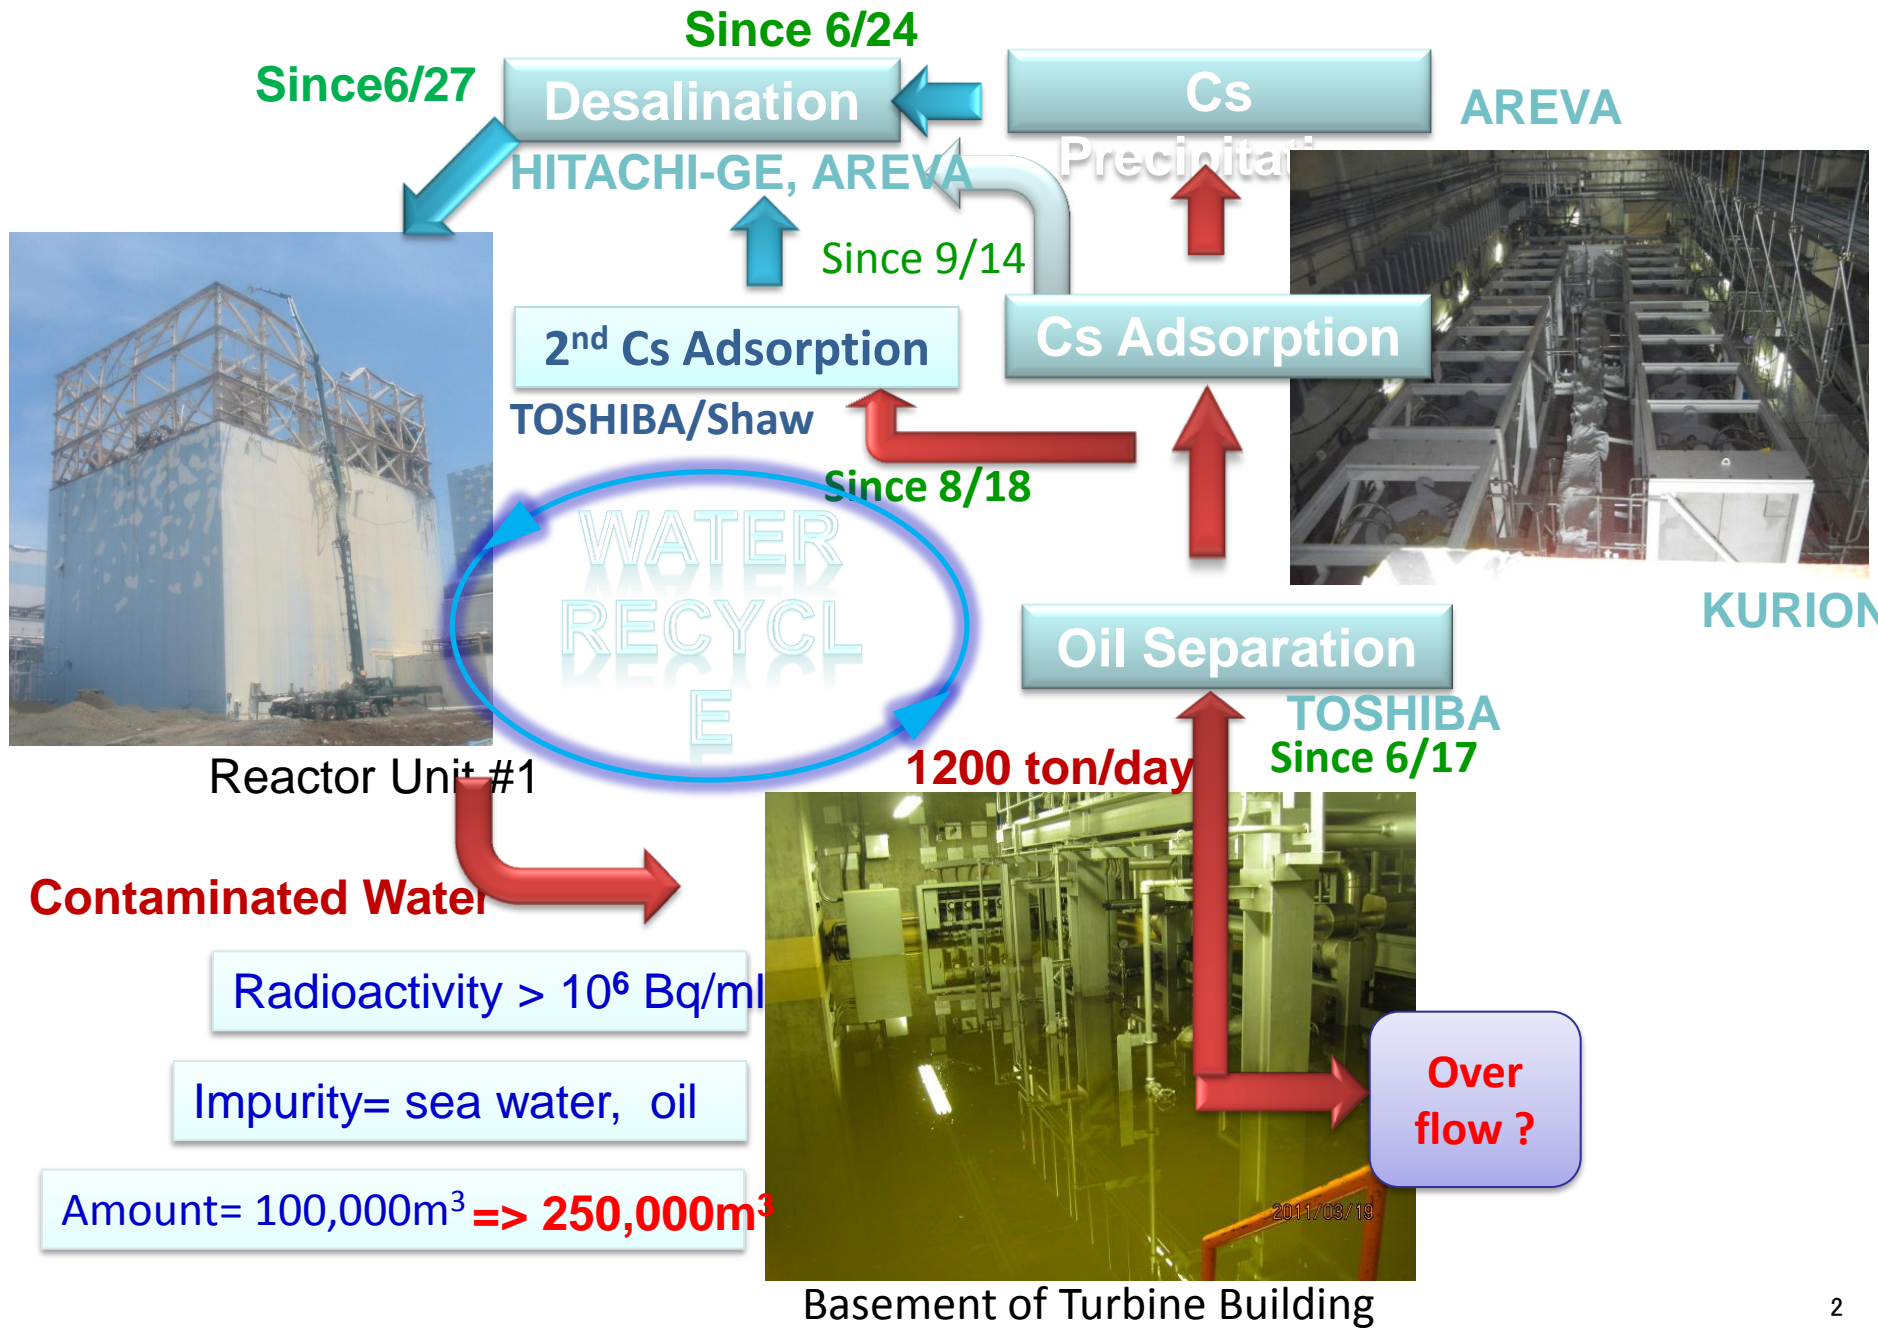 Since 6/24
Since6/27
Desalination
Cs
AREVA
HITACHI-GE, AREVA
Since 9/14
2nd Cs Adsorption
Cs Adsorption
TOSHIBA/Shaw
Since 8/18
WATER
RECYCL
E
KURION
Oil Separation
TOSHIBA
Since 6/17
1200 ton/day
Reactor Unit #1
Contaminated Water
Radioactivity > 10⁶ Bq/ml
Impurity= sea water, oil
Amount= 100,000m³ => 250,000m³
Over
flow ?
2011/03/19
Basement of Turbine Building
2